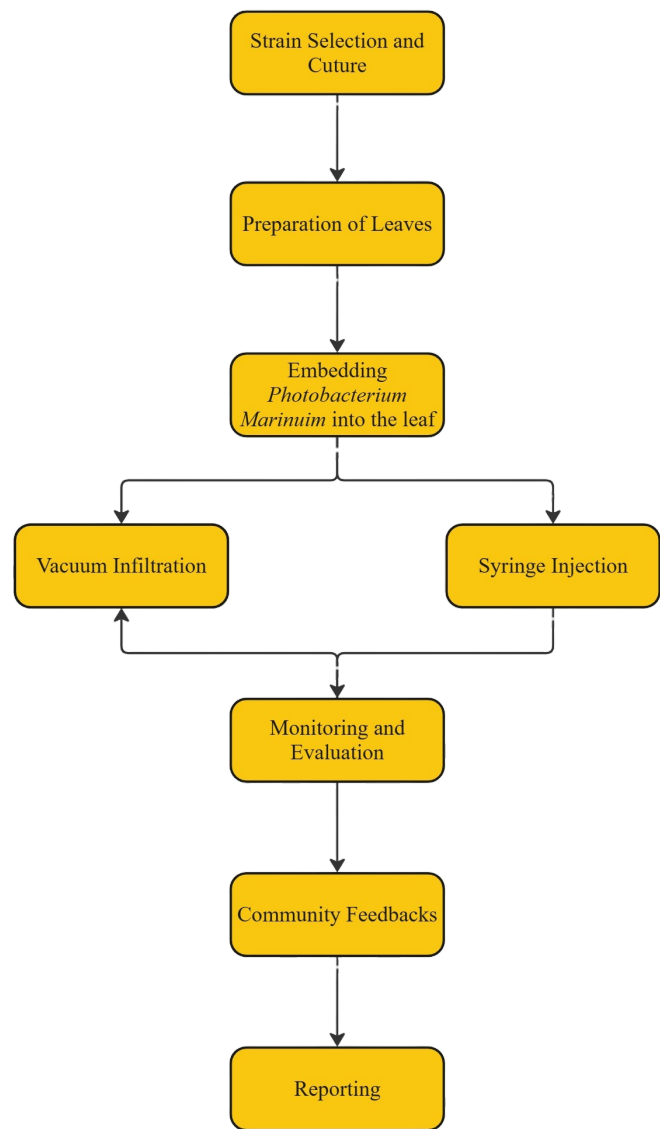 Strain Selection and
Cuture
Preparation of Leaves
Embedding
Photobacterium
Marinuim into the leaf
Vacuum Infiltration
Syringe Injection
Monitoring and
Evaluation
Community Feedbacks
Reporting